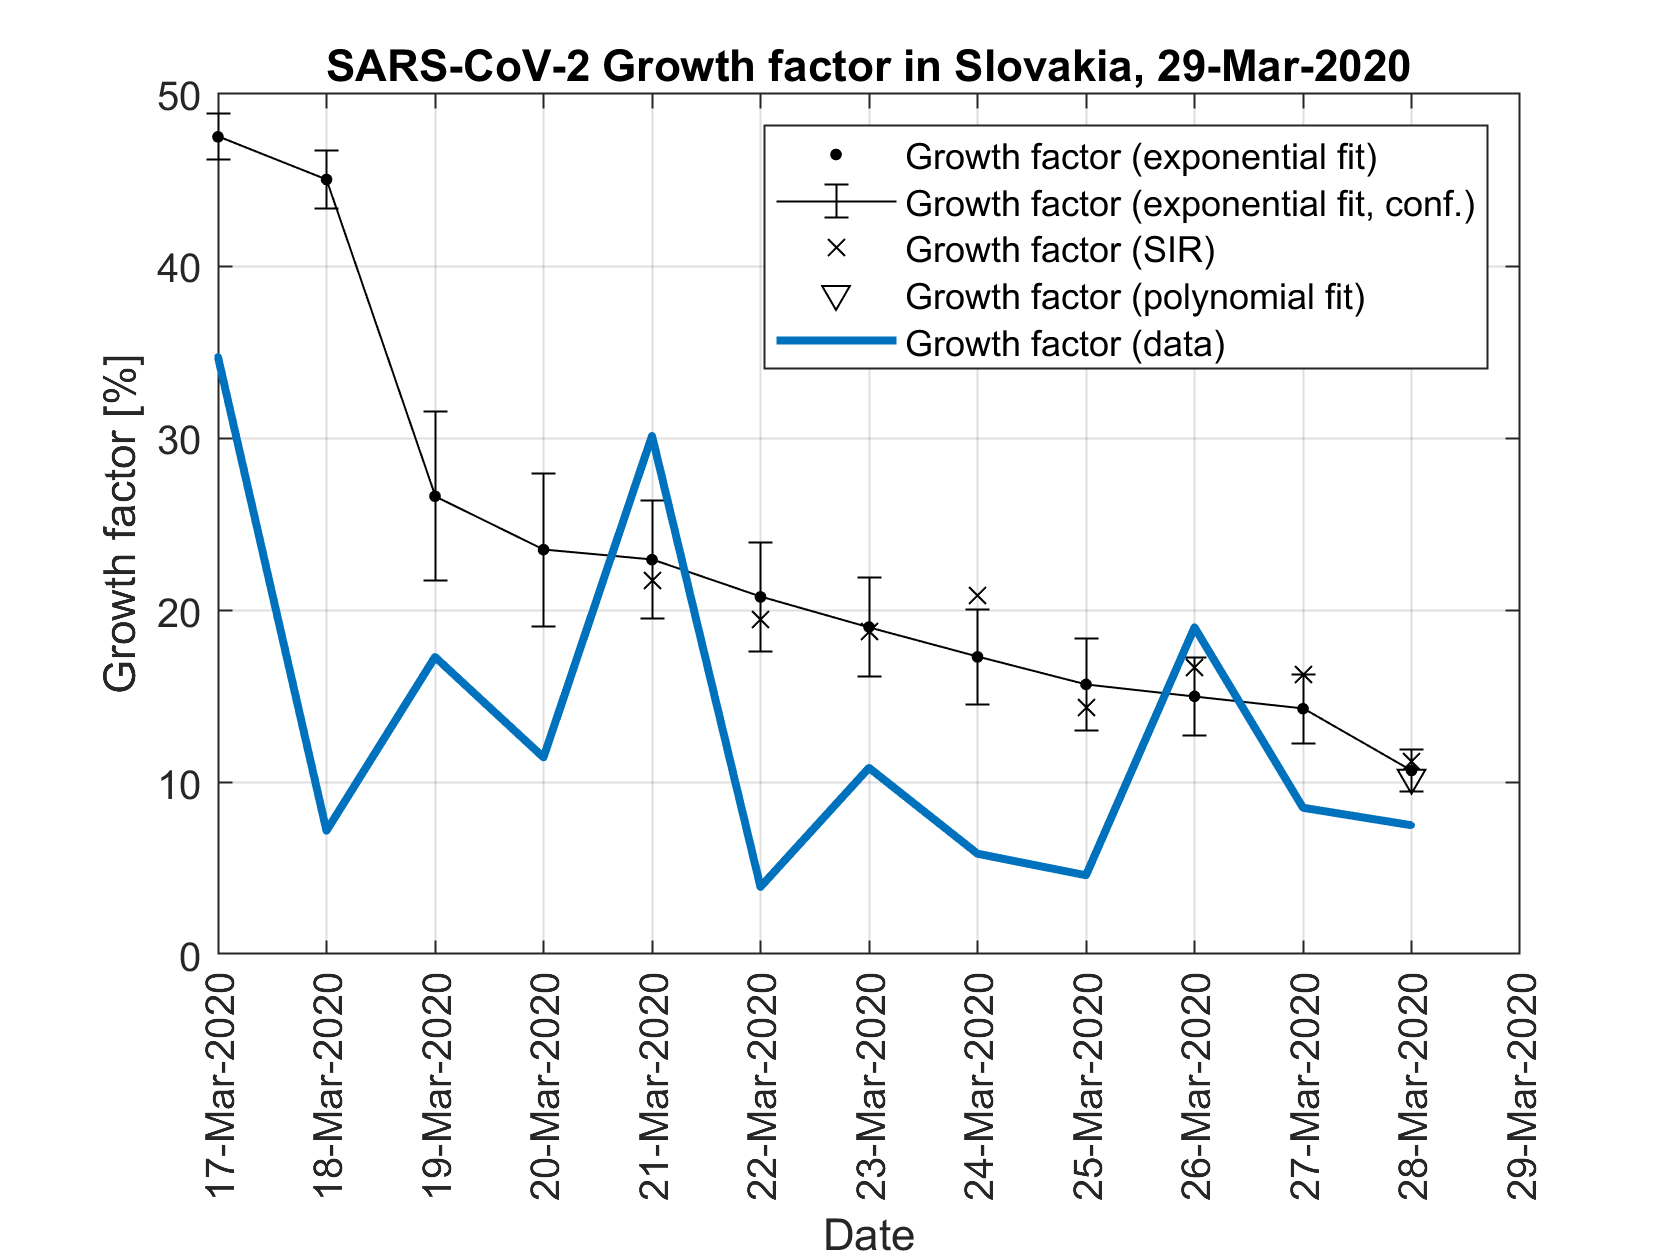 SARS-CoV-2 Growth factor in Slovakia, 29-Mar-2020
50
40
30
20
10
0
Growth factor [%]
Growth factor (exponential fit)
Growth factor (exponential fit, conf.)
Growth factor (SIR)
Growth factor (polynomial fit)
Growth factor (data)
17-Mar-2020
18-Mar-2020
19-Mar-2020
20-Mar-2020
21-Mar-2020
22-Mar-2020
23-Mar-2020
24-Mar-2020
25-Mar-2020
26-Mar-2020
27-Mar-2020
28-Mar-2020
29-Mar-2020
Date